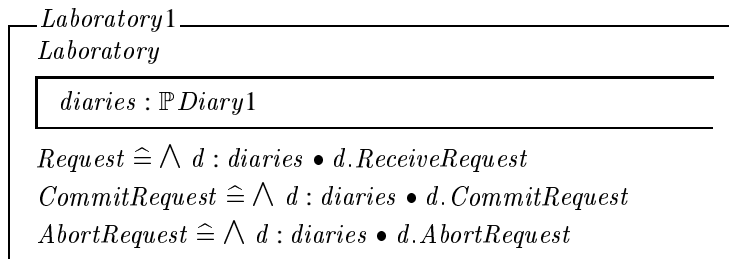 Laboratory1
Laboratory
diaries : ℙ Diary1
Request ≙ ⋀ d : diaries • d.ReceiveRequest
CommitRequest ≙ ⋀ d : diaries • d.CommitRequest
AbortRequest ≙ ⋀ d : diaries • d.AbortRequest